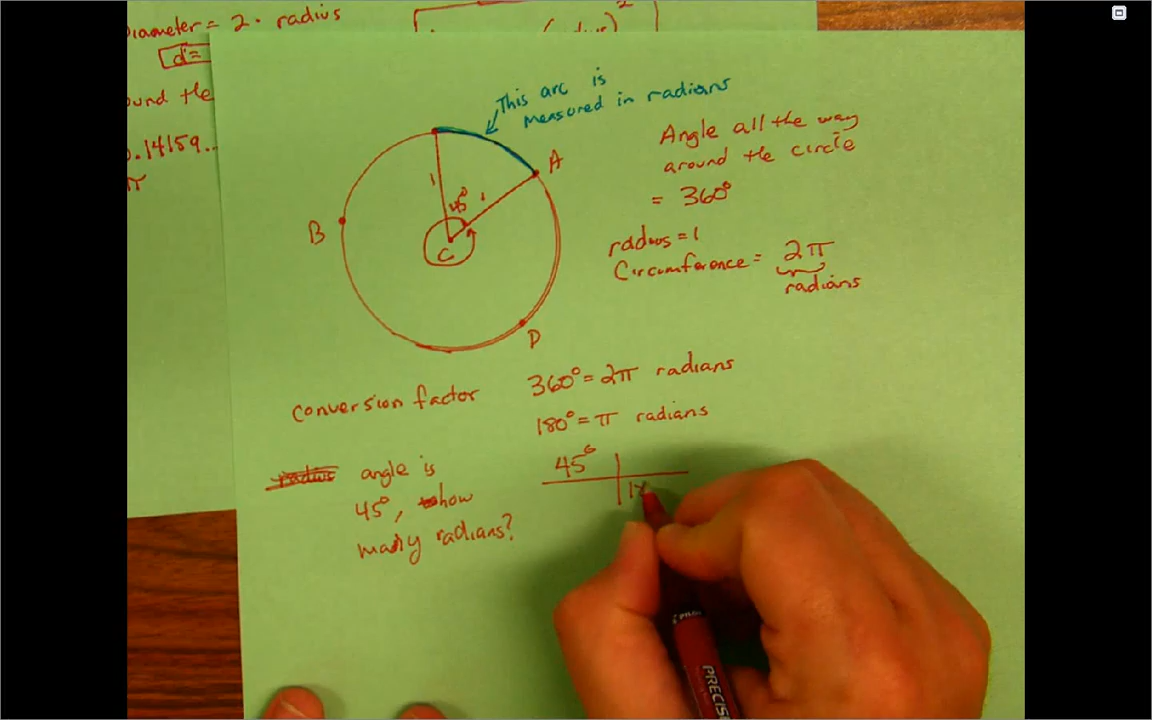 Diameter = 2 · radius
d=
ound the
0.14159..
π
This arc is
measured in radians
A
B
1
45°
1
C
D
Angle all the way
around the circle
= 360°
radius = 1
Circumference = 2π
radians
conversion factor
360° = 2π radians
180° = π radians
angle is
45°, how
many radians?
45°
PILOT
PRECISE